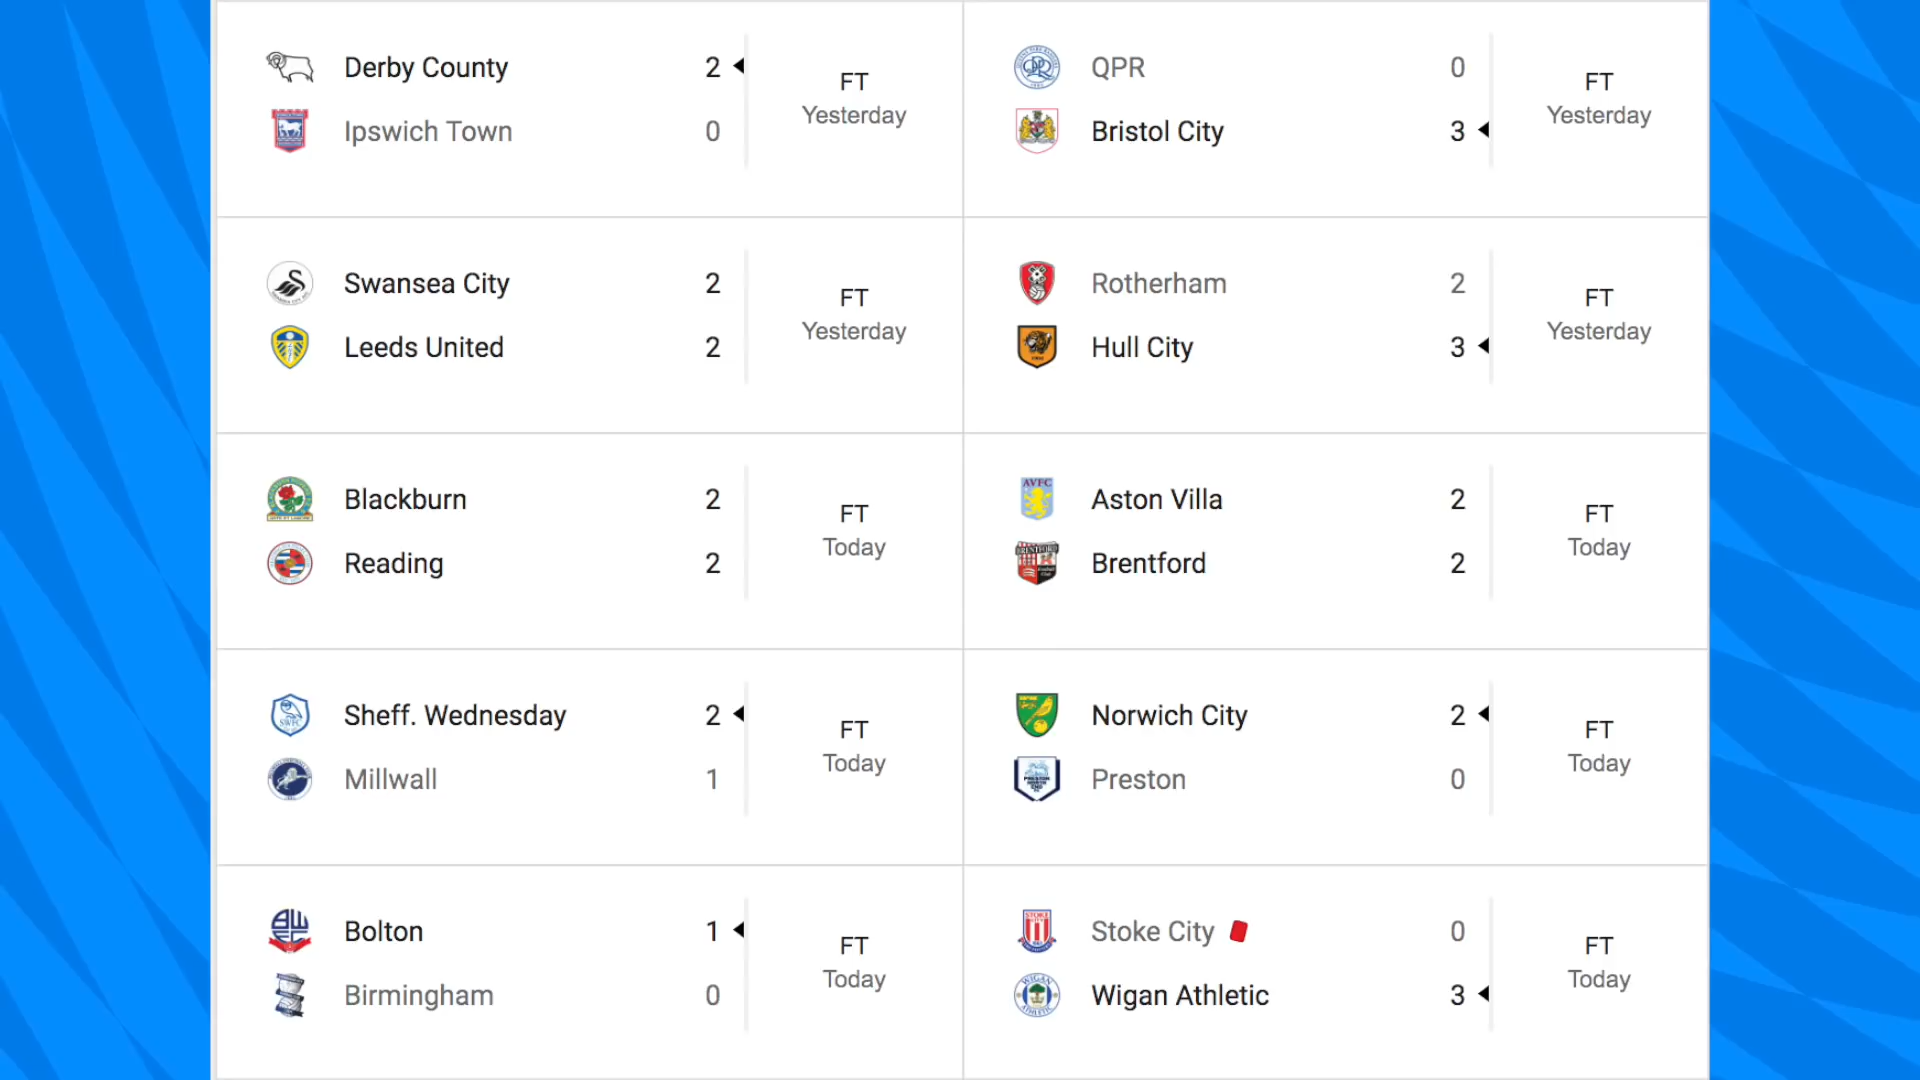 Derby County 2
Ipswich Town 0
FT
Yesterday
QPR 0
Bristol City 3
FT
Yesterday
Swansea City 2
Leeds United 2
FT
Yesterday
Rotherham 2
Hull City 3
FT
Yesterday
Blackburn 2
Reading 2
FT
Today
AVFC
Aston Villa 2
Brentford 2
FT
Today
Sheff. Wednesday 2
Millwall 1
FT
Today
Norwich City 2
Preston 0
FT
Today
Bolton 1
Birmingham 0
FT
Today
Stoke City 0
Wigan Athletic 3
FT
Today